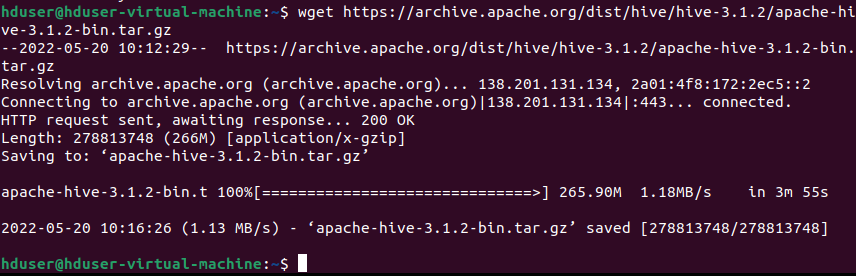 hduser@hduser-virtual-machine:~$ wget https://archive.apache.org/dist/hive/hive-3.1.2/apache-hi
ve-3.1.2-bin.tar.gz
--2022-05-20 10:12:29--  https://archive.apache.org/dist/hive/hive-3.1.2/apache-hive-3.1.2-bin.
tar.gz
Resolving archive.apache.org (archive.apache.org)... 138.201.131.134, 2a01:4f8:172:2ec5::2
Connecting to archive.apache.org (archive.apache.org)|138.201.131.134|:443... connected.
HTTP request sent, awaiting response... 200 OK
Length: 278813748 (266M) [application/x-gzip]
Saving to: ‘apache-hive-3.1.2-bin.tar.gz’
apache-hive-3.1.2-bin.t 100%[==============================>] 265.90M  1.18MB/s    in 3m 55s
2022-05-20 10:16:26 (1.13 MB/s) - ‘apache-hive-3.1.2-bin.tar.gz’ saved [278813748/278813748]
hduser@hduser-virtual-machine:~$